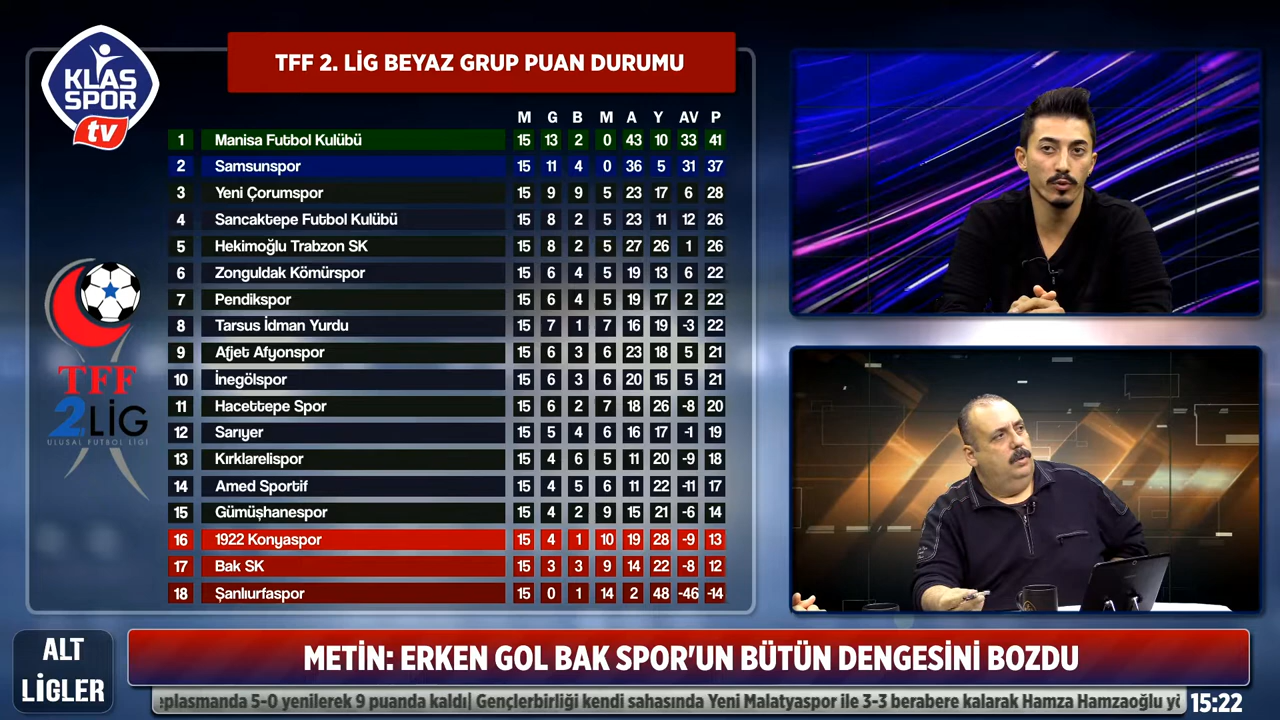 KLAS
SPOR
tv
TFF 2. LİG BEYAZ GRUP PUAN DURUMU
M G B M A Y AV P
1 Manisa Futbol Kulübü 15 13 2 0 43 10 33 41
2 Samsunspor 15 11 4 0 36 5 31 37
3 Yeni Çorumspor 15 9 9 5 23 17 6 28
4 Sancaktepe Futbol Kulübü 15 8 2 5 23 11 12 26
5 Hekimoğlu Trabzon SK 15 8 2 5 27 26 1 26
6 Zonguldak Kömürspor 15 6 4 5 19 13 6 22
7 Pendikspor 15 6 4 5 19 17 2 22
8 Tarsus İdman Yurdu 15 7 1 7 16 19 -3 22
9 Afjet Afyonspor 15 6 3 6 23 18 5 21
10 İnegölspor 15 6 3 6 20 15 5 21
11 Hacettepe Spor 15 6 2 7 18 26 -8 20
12 Sarıyer 15 5 4 6 16 17 -1 19
13 Kırklarelispor 15 4 6 5 11 20 -9 18
14 Amed Sportif 15 4 5 6 11 22 -11 17
15 Gümüşhanespor 15 4 2 9 15 21 -6 14
16 1922 Konyaspor 15 4 1 10 19 28 -9 13
17 Bak SK 15 3 3 9 14 22 -8 12
18 Şanlıurfaspor 15 0 1 14 2 48 -46 -14
TFF
2.LİG
ULUSAL FUTBOL LİGİ
ALT
LİGLER
METİN: ERKEN GOL BAK SPOR'UN BÜTÜN DENGESİNİ BOZDU
eplasmanda 5-0 yenilerek 9 puanda kaldı| Gençlerbirliği kendi sahasında Yeni Malatyaspor ile 3-3 berabere kalarak Hamza Hamzaoğlu yö
15:22